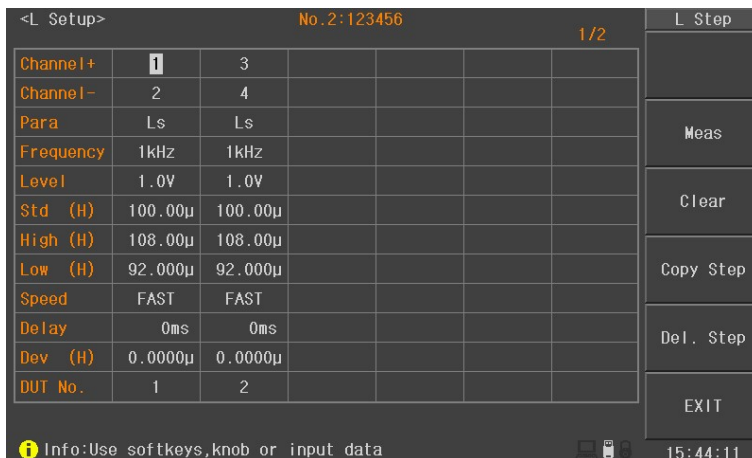 <L Setup> No.2:123456 1/2 L Step
Channel+ 1 3
Channel- 2 4
Para Ls Ls
Meas
Frequency 1kHz 1kHz
Level 1.0V 1.0V
Clear
Std (H) 100.00μ 100.00μ
High (H) 108.00μ 108.00μ
Low (H) 92.000μ 92.000μ
Copy Step
Speed FAST FAST
Delay 0ms 0ms
Del. Step
Dev (H) 0.0000μ 0.0000μ
DUT No. 1 2
EXIT
i Info:Use softkeys,knob or input data 15:44:11